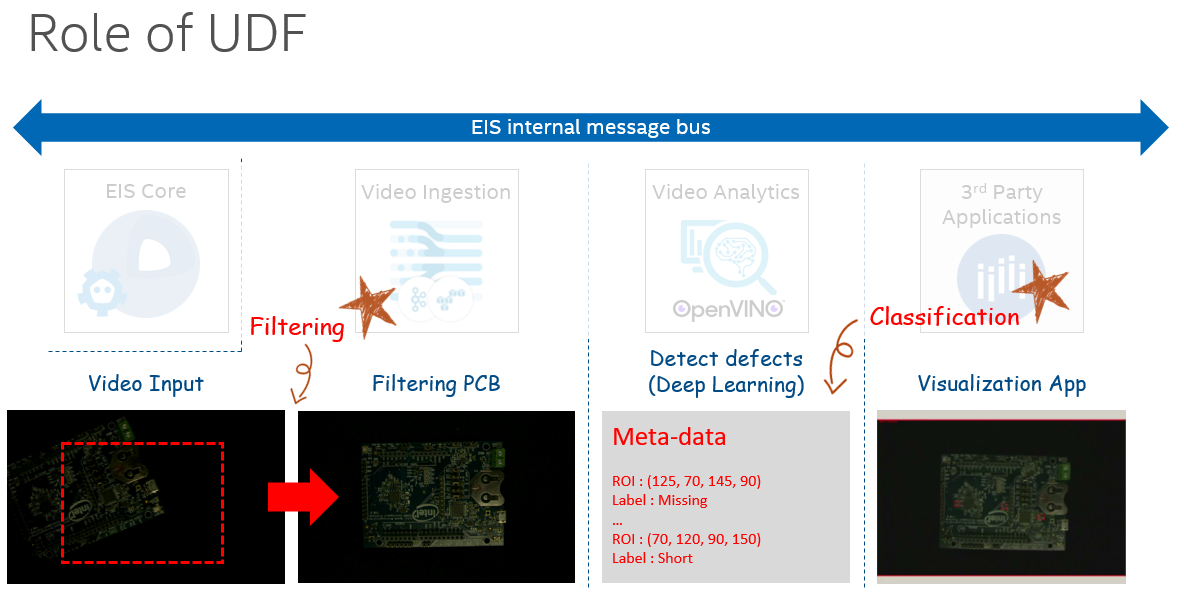 Role of UDF
EIS internal message bus
EIS Core
Video Ingestion
Video Analytics
3rd Party
Applications
OpenVINO
Filtering
Classification
Video Input
Filtering PCB
Detect defects
(Deep Learning)
Visualization App
Meta-data
ROI : (125, 70, 145, 90)
Label : Missing
...
ROI : (70, 120, 90, 150)
Label : Short
intel
intel